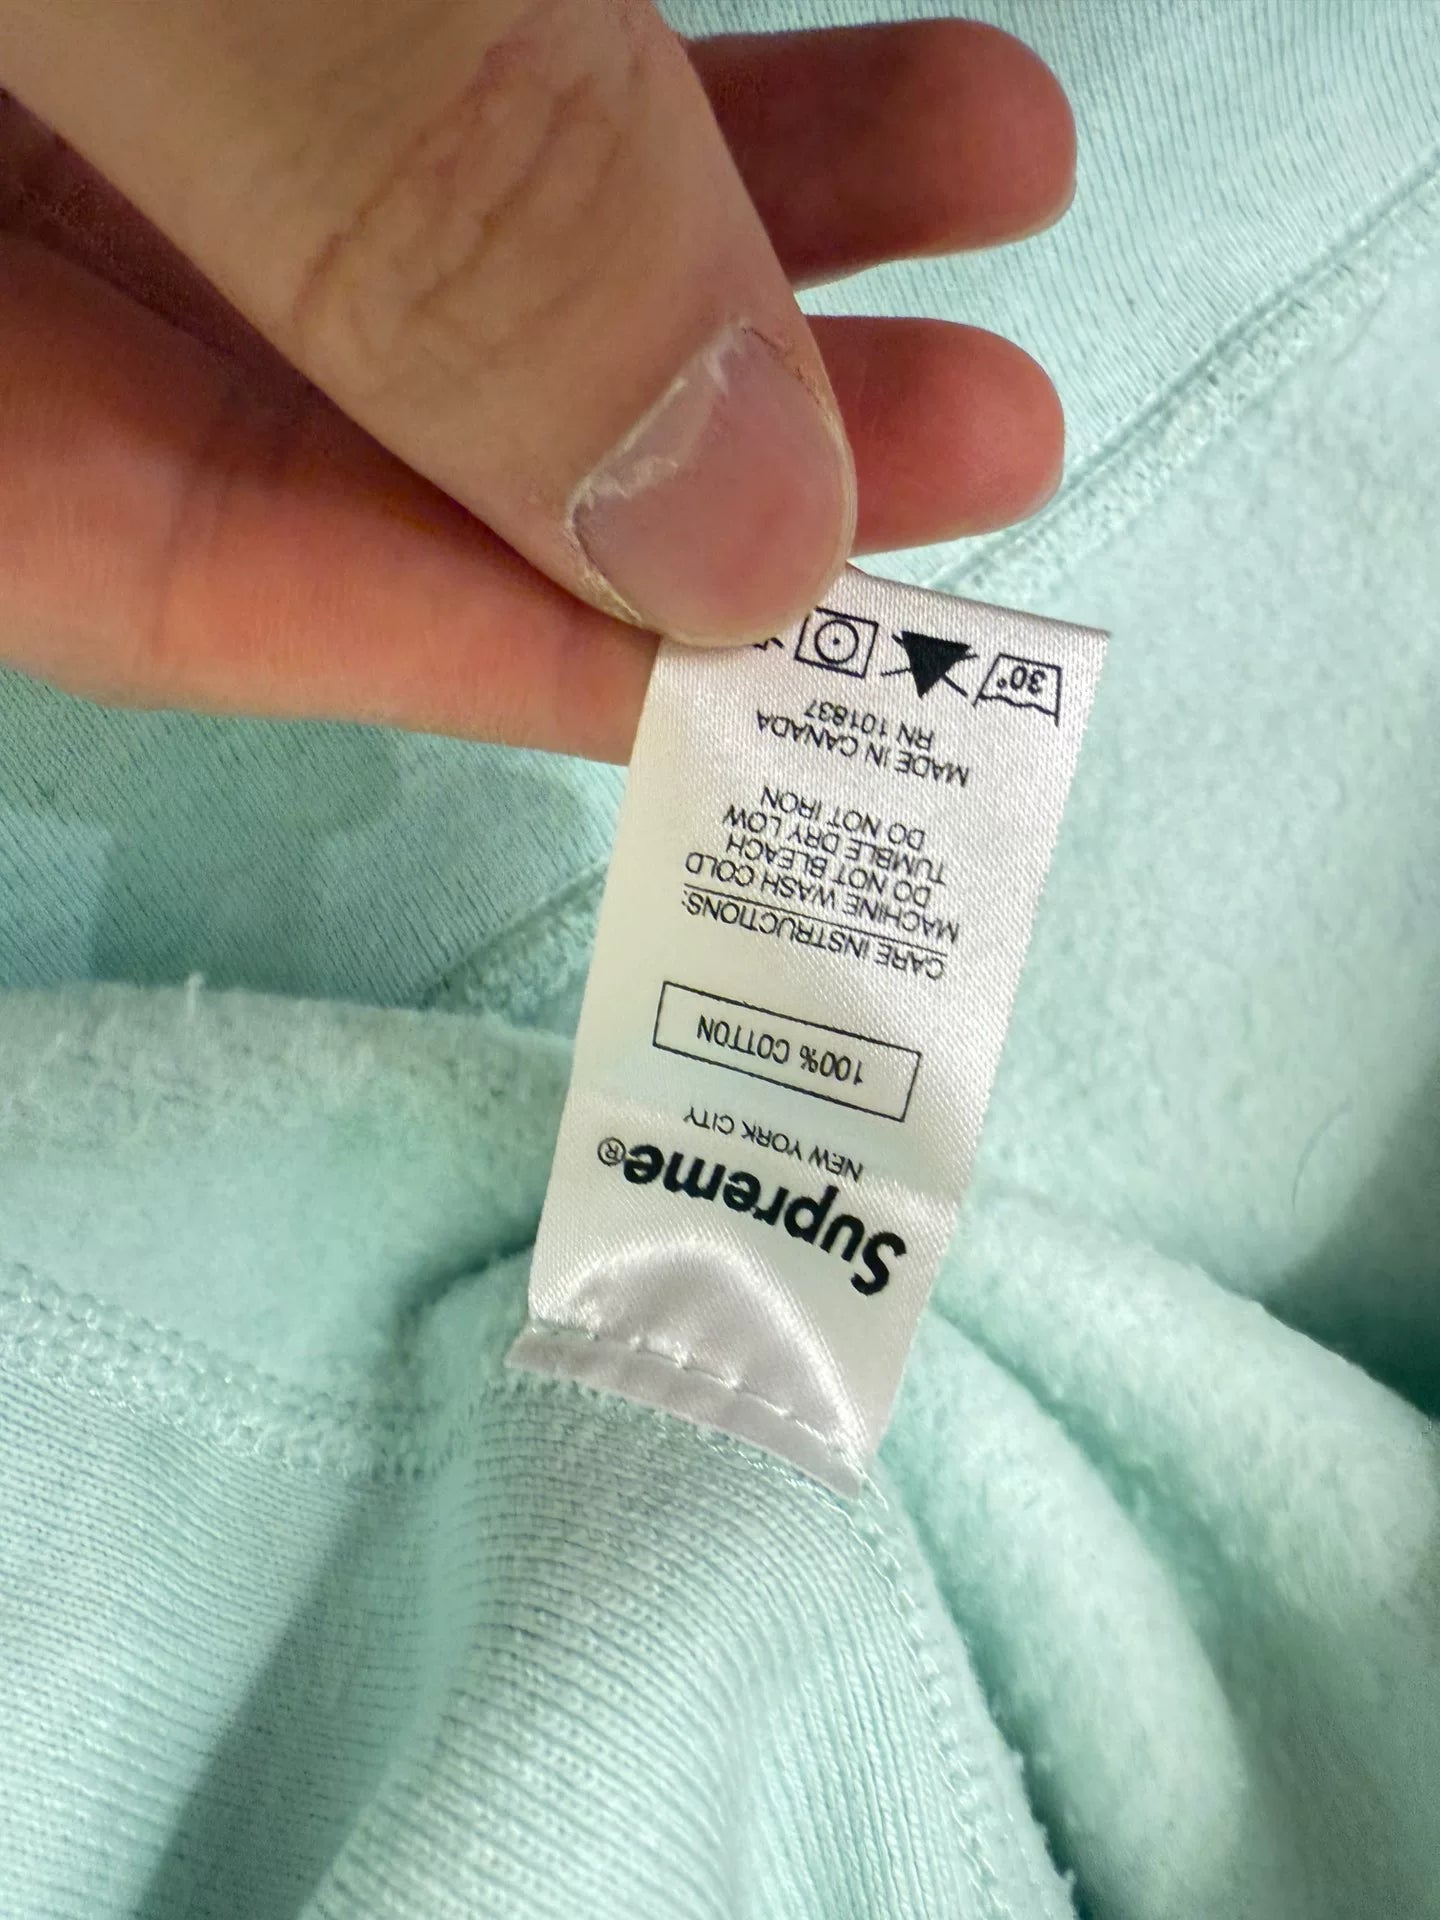 Supreme®
NEW YORK CITY
100% COTTON
CARE INSTRUCTIONS:
MACHINE WASH COLD
DO NOT BLEACH
TUMBLE DRY LOW
DO NOT IRON
MADE IN CANADA
RN 101837
30°